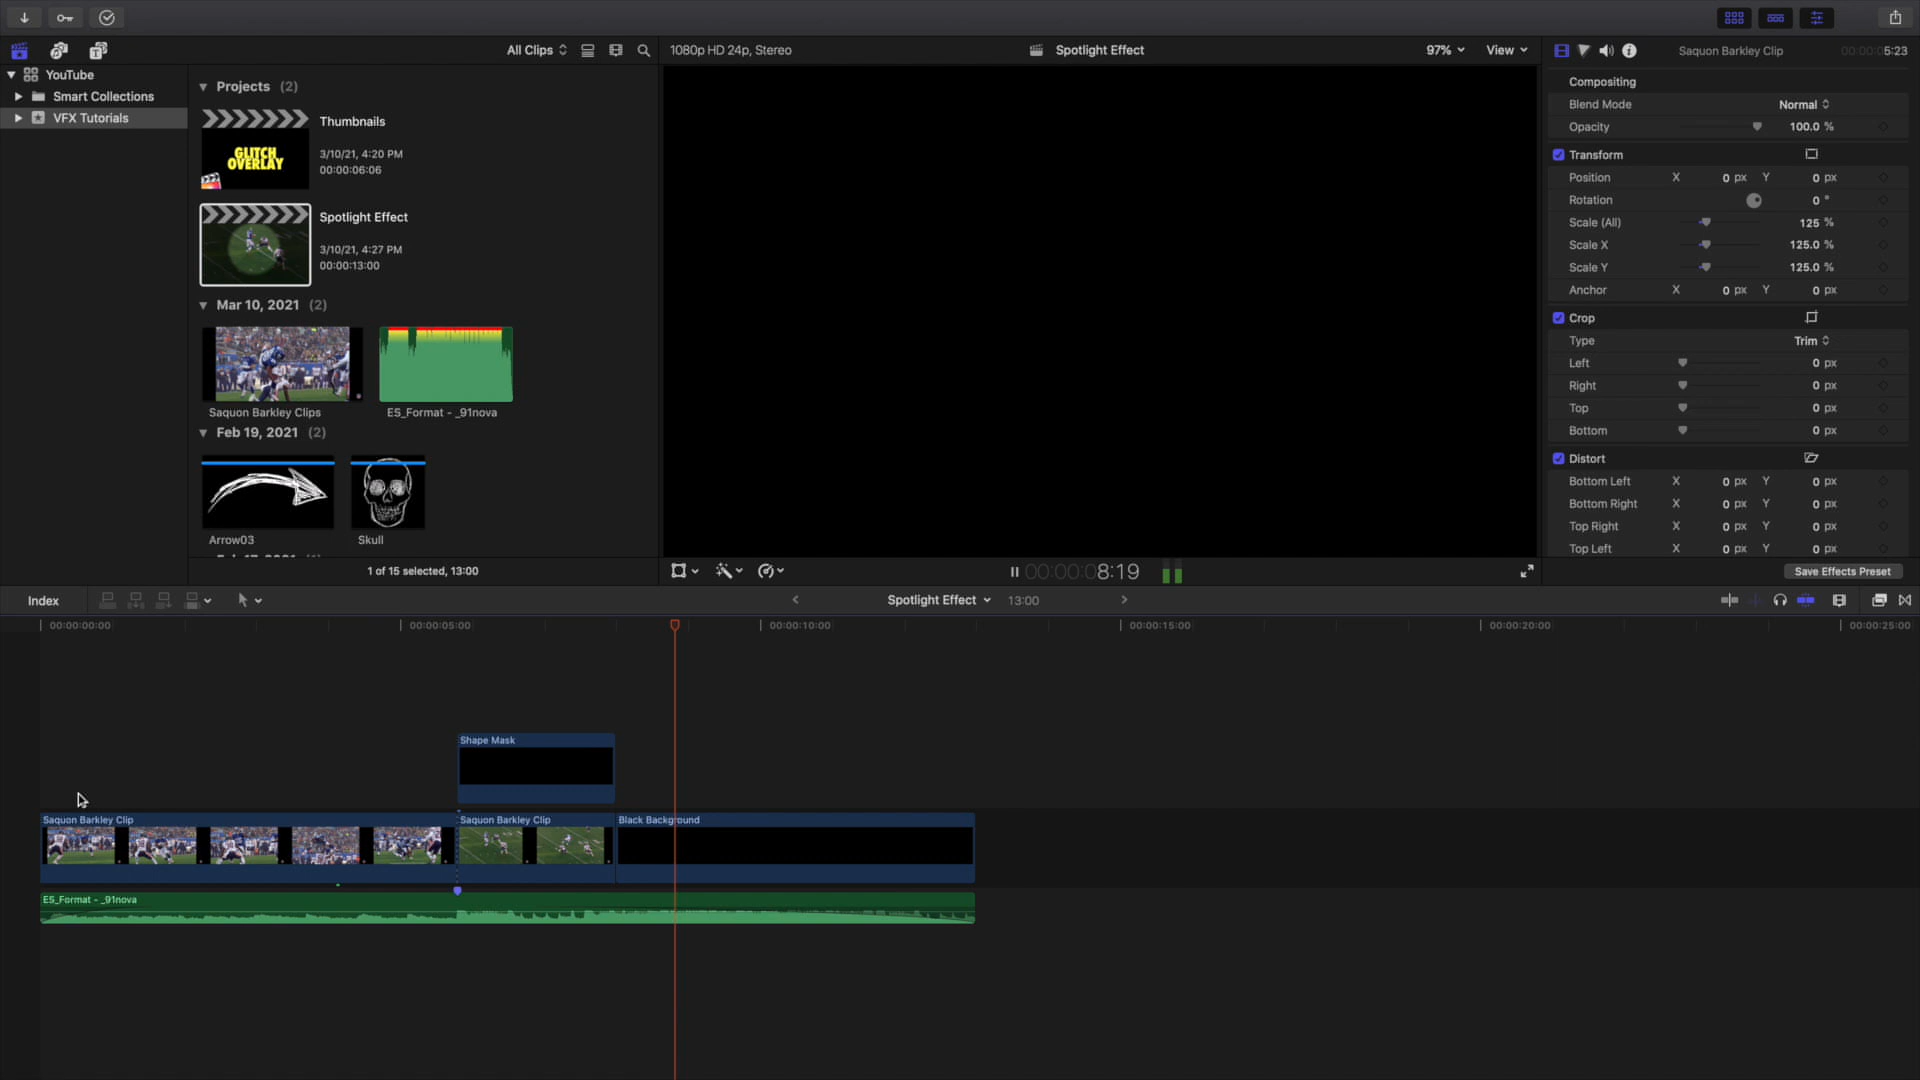 All Clips
1080p HD 24p, Stereo
Spotlight Effect
97%
View
Saquon Barkley Clip
00:00:05:23
YouTube
Smart Collections
VFX Tutorials
Projects (2)
Thumbnails
3/10/21, 4:20 PM
00:00:06:06
GLITCH
OVERLAY
Spotlight Effect
3/10/21, 4:27 PM
00:00:13:00
Mar 10, 2021 (2)
Saquon Barkley Clips
ES_Format - _91nova
Feb 19, 2021 (2)
Arrow03
Skull
1 of 15 selected, 13:00
Compositing
Blend Mode Normal
Opacity 100.0 %
Transform
Position X 0 px Y 0 px
Rotation 0 °
Scale (All) 125 %
Scale X 125.0 %
Scale Y 125.0 %
Anchor X 0 px Y 0 px
Crop
Type Trim
Left 0 px
Right 0 px
Top 0 px
Bottom 0 px
Distort
Bottom Left X 0 px Y 0 px
Bottom Right X 0 px Y 0 px
Top Right X 0 px Y 0 px
Top Left X 0 px Y 0 px
00:00:08:19
Save Effects Preset
Index
Spotlight Effect
13:00
00:00:00:00
00:00:05:00
00:00:10:00
00:00:15:00
00:00:20:00
00:00:25:00
Shape Mask
Saquon Barkley Clip
Saquon Barkley Clip
Black Background
ES_Format - _91nova